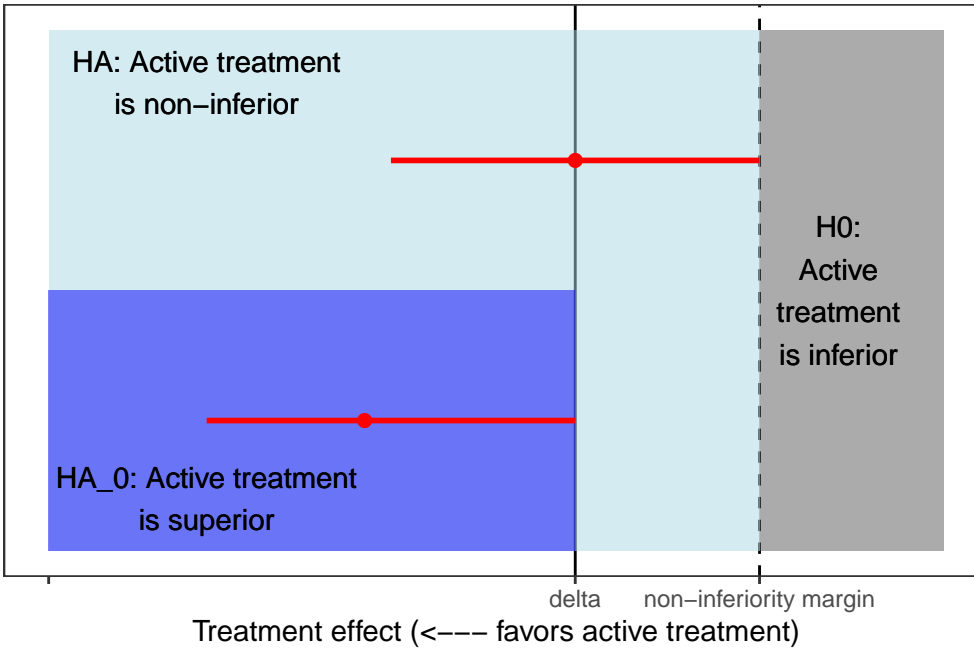 HA: Active treatment
is non−inferior
H0:
Active
treatment
is inferior
HA_0: Active treatment
is superior
delta
non−inferiority margin
Treatment effect (<−−− favors active treatment)